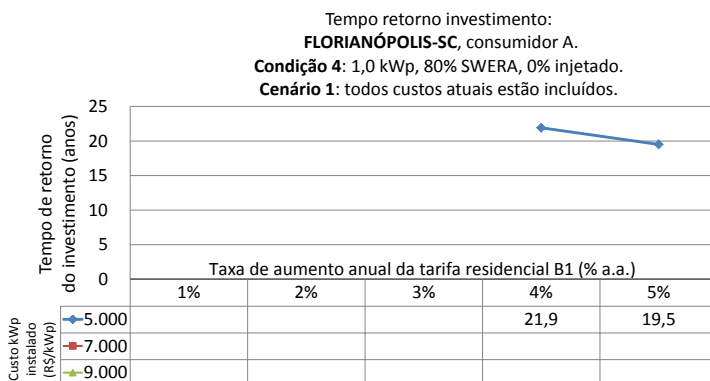 Tempo retorno investimento:
FLORIANÓPOLIS-SC, consumidor A.
Condição 4: 1,0 kWp, 80% SWERA, 0% injetado.
Cenário 1: todos custos atuais estão incluídos.
Tempo de retorno
do investimento (anos)
25
20
15
10
5
0
Taxa de aumento anual da tarifa residencial B1 (% a.a.)
1% 2% 3% 4% 5%
Custo kWp
instalado
(R$/kWp)
5.000 21,9 19,5
7.000
9.000